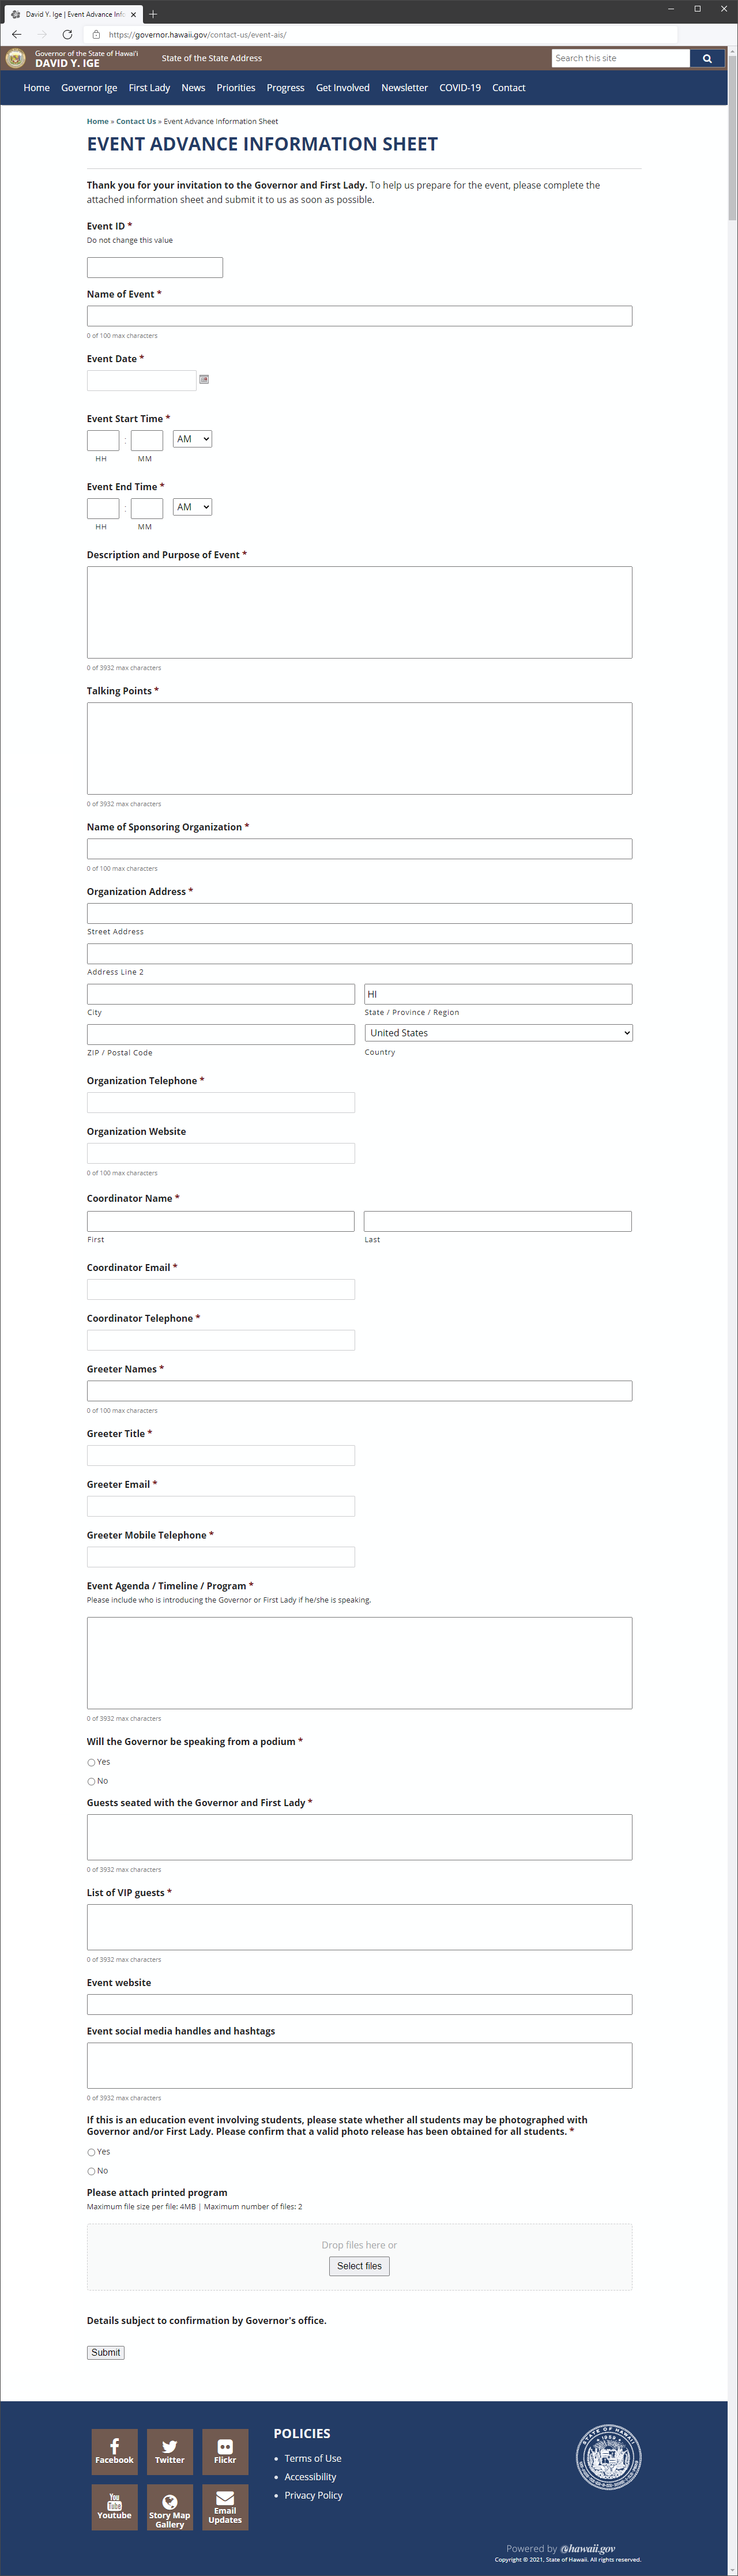 David Y. Ige | Event Advance Info
https://governor.hawaii.gov/contact-us/event-ais/
Governor of the State of Hawai'i
DAVID Y. IGE
State of the State Address
Search this site
Home Governor Ige First Lady News Priorities Progress Get Involved Newsletter COVID-19 Contact
Home » Contact Us » Event Advance Information Sheet
EVENT ADVANCE INFORMATION SHEET
Thank you for your invitation to the Governor and First Lady. To help us prepare for the event, please complete the
attached information sheet and submit it to us as soon as possible.
Event ID *
Do not change this value
Name of Event *
0 of 100 max characters
Event Date *
Event Start Time *
: AM
HH MM
Event End Time *
: AM
HH MM
Description and Purpose of Event *
0 of 3932 max characters
Talking Points *
0 of 3932 max characters
Name of Sponsoring Organization *
0 of 100 max characters
Organization Address *
Street Address
Address Line 2
HI
City State / Province / Region
United States
ZIP / Postal Code Country
Organization Telephone *
Organization Website
0 of 100 max characters
Coordinator Name *
First Last
Coordinator Email *
Coordinator Telephone *
Greeter Names *
0 of 100 max characters
Greeter Title *
Greeter Email *
Greeter Mobile Telephone *
Event Agenda / Timeline / Program *
Please include who is introducing the Governor or First Lady if he/she is speaking.
0 of 3932 max characters
Will the Governor be speaking from a podium *
Yes
No
Guests seated with the Governor and First Lady *
0 of 3932 max characters
List of VIP guests *
0 of 3932 max characters
Event website
Event social media handles and hashtags
0 of 3932 max characters
If this is an education event involving students, please state whether all students may be photographed with
Governor and/or First Lady. Please confirm that a valid photo release has been obtained for all students. *
Yes
No
Please attach printed program
Maximum file size per file: 4MB | Maximum number of files: 2
Drop files here or
Select files
Details subject to confirmation by Governor's office.
Submit
Facebook
Twitter
Flickr
You
Tube
Youtube
Story Map
Gallery
Email
Updates
POLICIES
Terms of Use
Accessibility
Privacy Policy
STATE OF HAWAII
1959
Powered by @hawaii.gov
Copyright © 2021, State of Hawaii. All rights reserved.